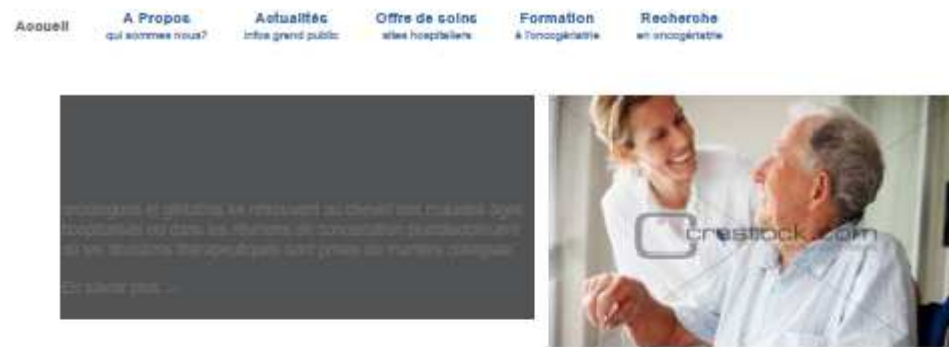 Accueil
A Propos
qui sommes nous?
Actualités
infos grand public
Offre de soins
sites hospitaliers
Formation
à l'oncogériatrie
Recherche
en oncogériatrie
et gériatres se retrouvent au chevet des malades âgés
hospitalisés ou dans les réunions de concertation pluridisciplinaire
où les décisions thérapeutiques sont prises de manière collégiale.
En savoir plus
crestock.com